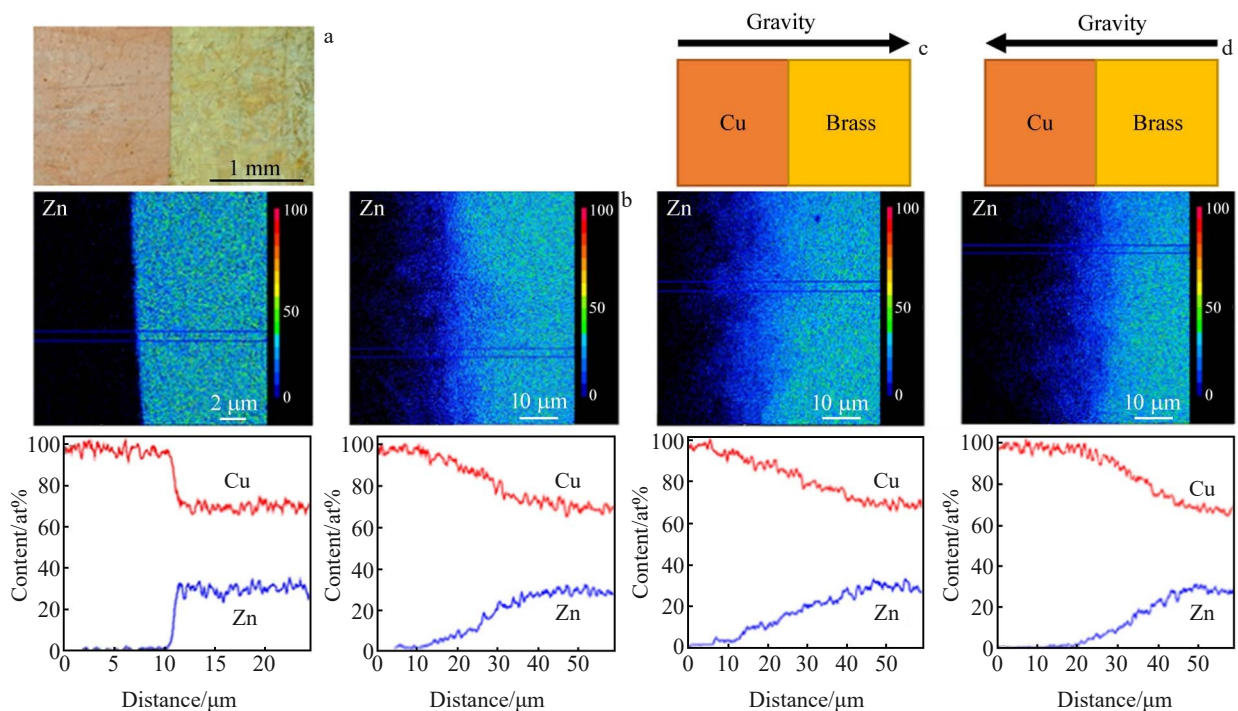 a
1 mm
Gravity
c
Cu
Brass
Gravity
d
Cu
Brass
Zn
100
50
0
2 μm
b
100
50
0
10 μm
Zn
100
50
0
10 μm
Zn
100
50
0
10 μm
Content/at%
100
80
60
40
20
0
Cu
Zn
0
5
10
15
20
Distance/μm
Content/at%
100
80
60
40
20
0
Cu
Zn
0
10
20
30
40
50
Distance/μm
Content/at%
100
80
60
40
20
0
Cu
Zn
0
10
20
30
40
50
Distance/μm
Content/at%
100
80
60
40
20
0
Cu
Zn
0
10
20
30
40
50
Distance/μm